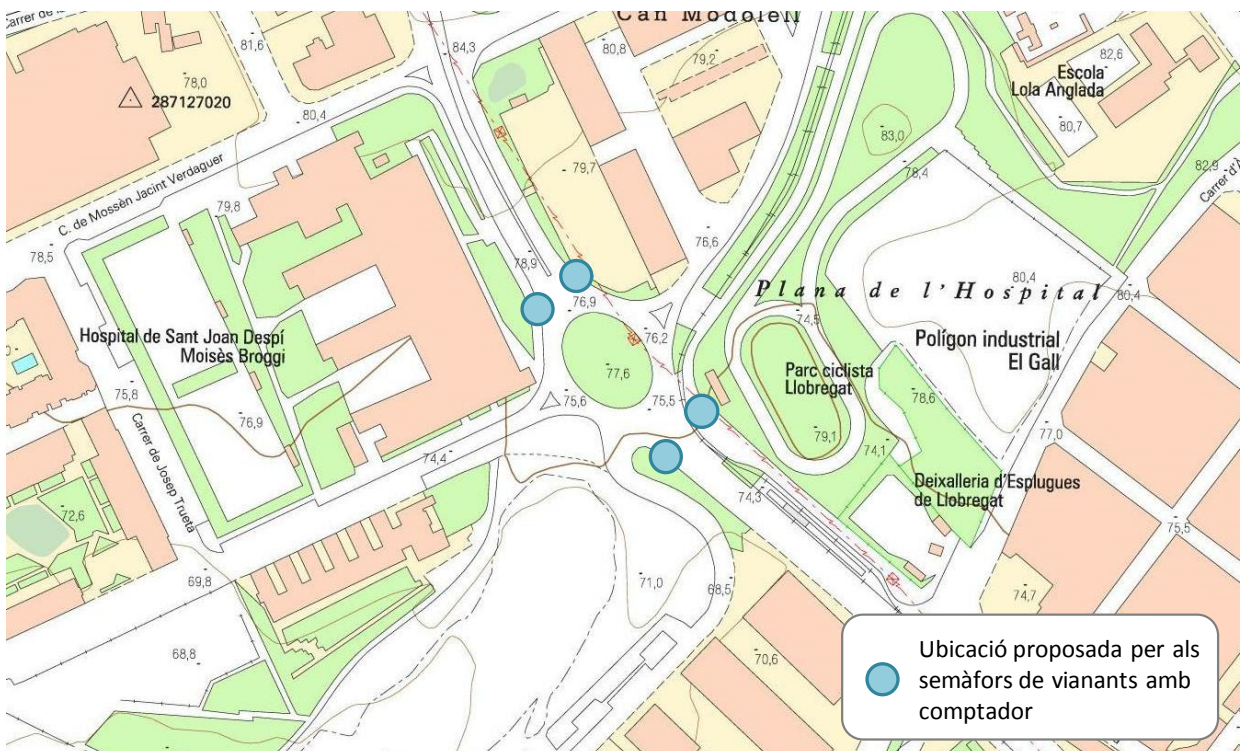 Can Modolell
84,3
81,6
80,8
79,2
82,6
Escola
Lola Anglada
80,7
78,0
287127020
80,4
83,0
78,4
82,9
C. de Mossèn Jacint Verdaguer
79,7
79,8
78,5
78,9
76,6
76,9
80,4
80,4
Plana de l'Hospital
74,5
76,2
Hospital de Sant Joan Despí
Moisès Broggi
Polígon industrial
El Gall
77,6
Parc ciclista
Llobregat
75,8
75,6
75,5
78,6
76,9
79,1
74,1
77,0
Carrer de Josep Trueta
74,4
74,3
Deixalleria d'Esplugues
de Llobregat
72,6
75,5
69,8
71,0
68,5
74,7
68,8
70,6
Ubicació proposada per als
semàfors de vianants amb
comptador